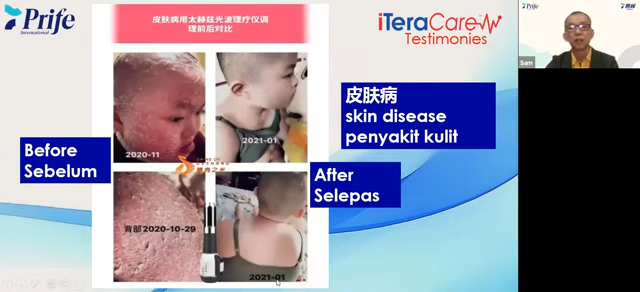 Prife
International
皮肤病用太赫兹光波理疗仪调
理前后对比
iTeraCare
Testimonies
Prife
Sam
皮肤病
skin disease
penyakit kulit
2020-11
2021-01
Before
Sebelum
After
Selepas
背部2020-10-29
2021-01